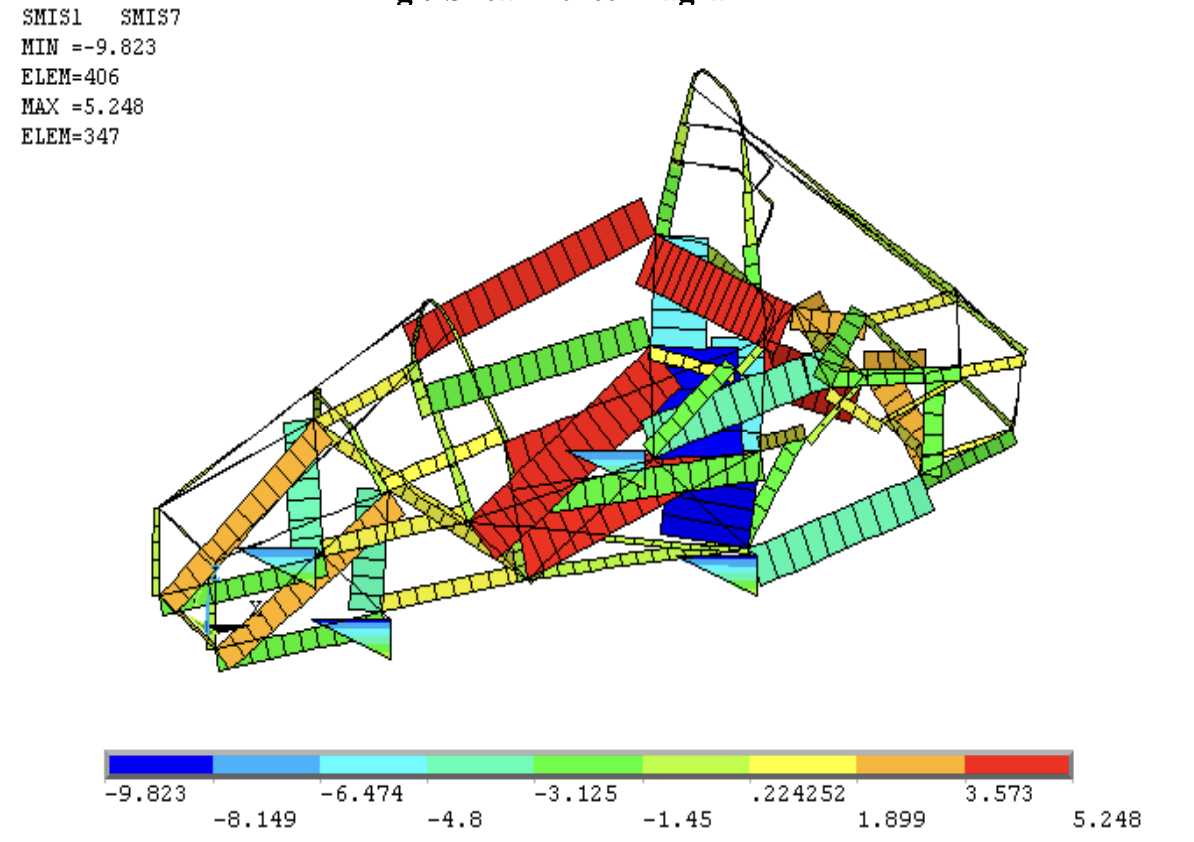 SMIS1 SMIS7
MIN =-9.823
ELEM=406
MAX =5.248
ELEM=347
Y
-9.823 -6.474 -3.125 .224252 3.573
-8.149 -4.8 -1.45 1.899 5.248